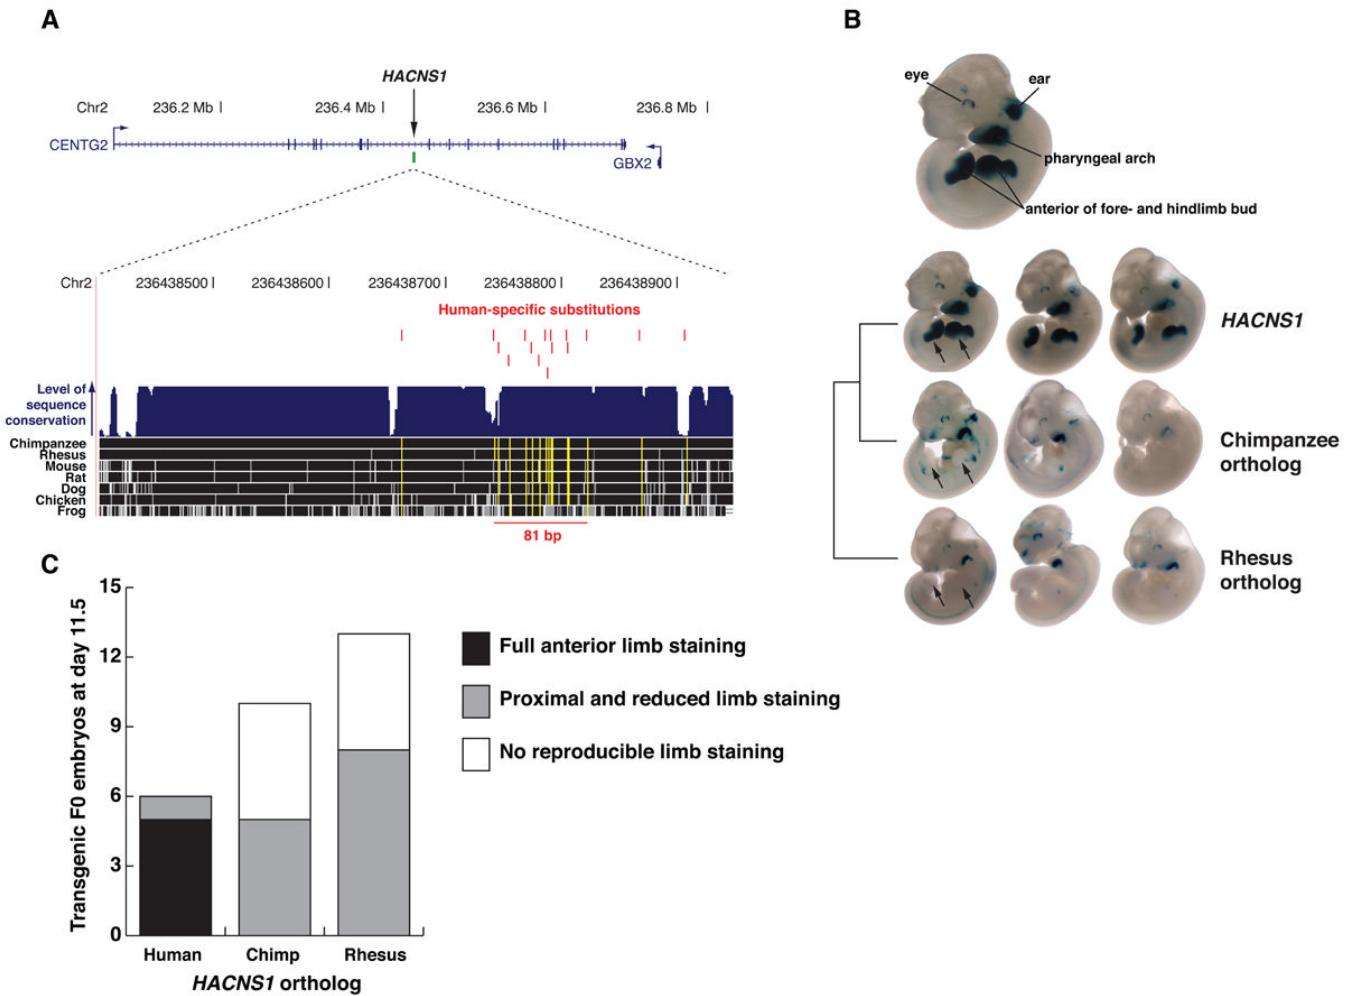 A
HACNS1
Chr2 236.2 Mb 236.4 Mb 236.6 Mb 236.8 Mb
CENTG2
GBX2
Chr2 236438500 236438600 236438700 236438800 236438900
Human-specific substitutions
Level of
sequence
conservation
Chimpanzee
Rhesus
Mouse
Rat
Dog
Chicken
Frog
81 bp
B
eye
ear
pharyngeal arch
anterior of fore- and hindlimb bud
HACNS1
Chimpanzee
ortholog
Rhesus
ortholog
C
Transgenic F0 embryos at day 11.5
15
12
9
6
3
0
Human Chimp Rhesus
HACNS1 ortholog
Full anterior limb staining
Proximal and reduced limb staining
No reproducible limb staining